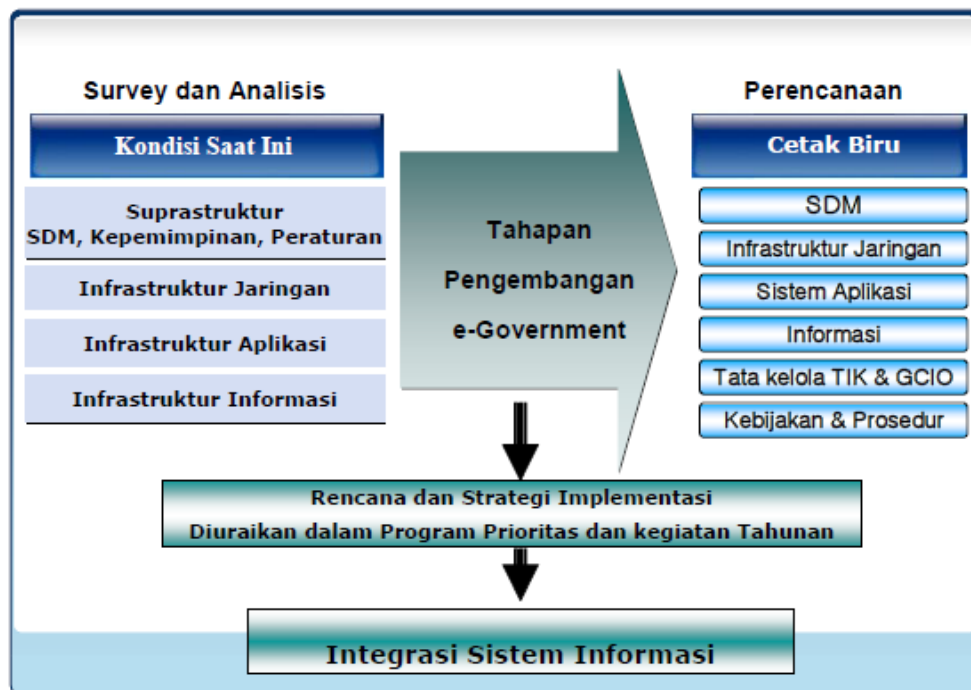 Survey dan Analisis
Kondisi Saat Ini
Suprastruktur
SDM, Kepemimpinan, Peraturan
Infrastruktur Jaringan
Infrastruktur Aplikasi
Infrastruktur Informasi
Tahapan
Pengembangan
e-Government
Perencanaan
Cetak Biru
SDM
Infrastruktur Jaringan
Sistem Aplikasi
Informasi
Tata kelola TIK & GCIO
Kebijakan & Prosedur
Rencana dan Strategi Implementasi
Diuraikan dalam Program Prioritas dan kegiatan Tahunan
Integrasi Sistem Informasi